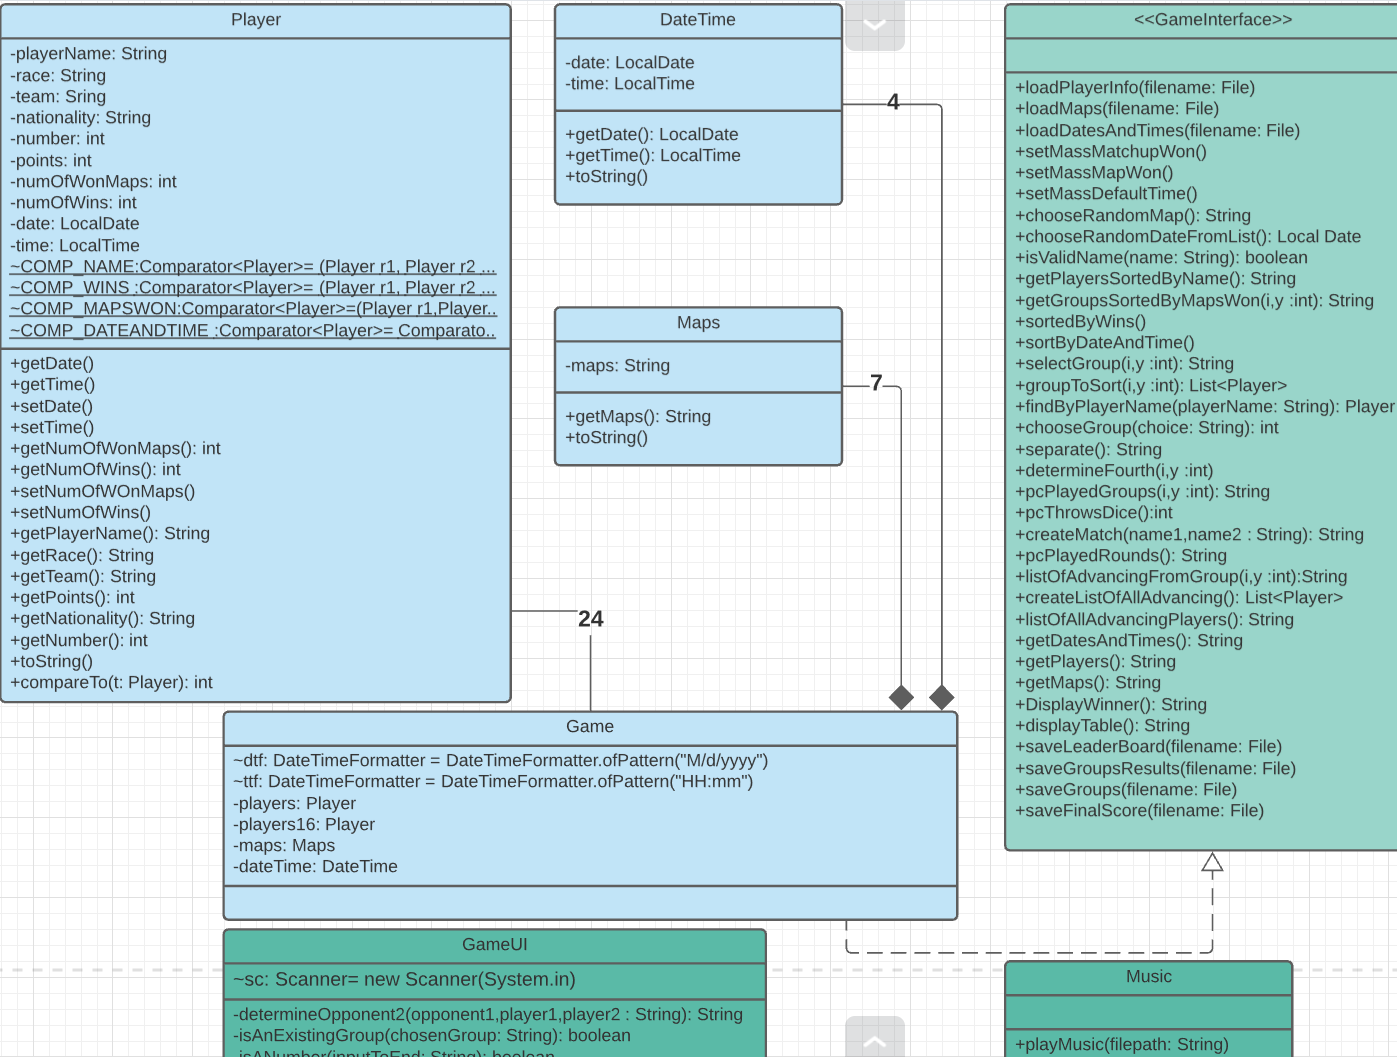 Player
-playerName: String
-race: String
-team: Sring
-nationality: String
-number: int
-points: int
-numOfWonMaps: int
-numOfWins: int
-date: LocalDate
-time: LocalTime
~COMP_NAME:Comparator<Player>= (Player r1, Player r2 ...
~COMP_WINS :Comparator<Player>= (Player r1, Player r2 ...
~COMP_MAPSWON:Comparator<Player>=(Player r1,Player..
~COMP_DATEANDTIME :Comparator<Player>= Comparato..
+getDate()
+getTime()
+setDate()
+setTime()
+getNumOfWonMaps(): int
+getNumOfWins(): int
+setNumOfWOnMaps()
+setNumOfWins()
+getPlayerName(): String
+getRace(): String
+getTeam(): String
+getPoints(): int
+getNationality(): String
+getNumber(): int
+toString()
+compareTo(t: Player): int
24
DateTime
-date: LocalDate
-time: LocalTime
+getDate(): LocalDate
+getTime(): LocalTime
+toString()
4
Maps
-maps: String
+getMaps(): String
+toString()
7
<<GameInterface>>
+loadPlayerInfo(filename: File)
+loadMaps(filename: File)
+loadDatesAndTimes(filename: File)
+setMassMatchupWon()
+setMassMapWon()
+setMassDefaultTime()
+chooseRandomMap(): String
+chooseRandomDateFromList(): Local Date
+isValidName(name: String): boolean
+getPlayersSortedByName(): String
+getGroupsSortedByMapsWon(i,y :int): String
+sortedByWins()
+sortByDateAndTime()
+selectGroup(i,y :int): String
+groupToSort(i,y :int): List<Player>
+findByPlayerName(playerName: String): Player
+chooseGroup(choice: String): int
+separate(): String
+determineFourth(i,y :int)
+pcPlayedGroups(i,y :int): String
+pcThrowsDice():int
+createMatch(name1,name2 : String): String
+pcPlayedRounds(): String
+listOfAdvancingFromGroup(i,y :int):String
+createListOfAllAdvancing(): List<Player>
+listOfAllAdvancingPlayers(): String
+getDatesAndTimes(): String
+getPlayers(): String
+getMaps(): String
+DisplayWinner(): String
+displayTable(): String
+saveLeaderBoard(filename: File)
+saveGroupsResults(filename: File)
+saveGroups(filename: File)
+saveFinalScore(filename: File)
Game
~dtf: DateTimeFormatter = DateTimeFormatter.ofPattern("M/d/yyyy")
~ttf: DateTimeFormatter = DateTimeFormatter.ofPattern("HH:mm")
-players: Player
-players16: Player
-maps: Maps
-dateTime: DateTime
GameUI
~sc: Scanner= new Scanner(System.in)
-determineOpponent2(opponent1,player1,player2 : String): String
-isAnExistingGroup(chosenGroup: String): boolean
-isANumber(inputToEnd: String): boolean
Music
+playMusic(filepath: String)